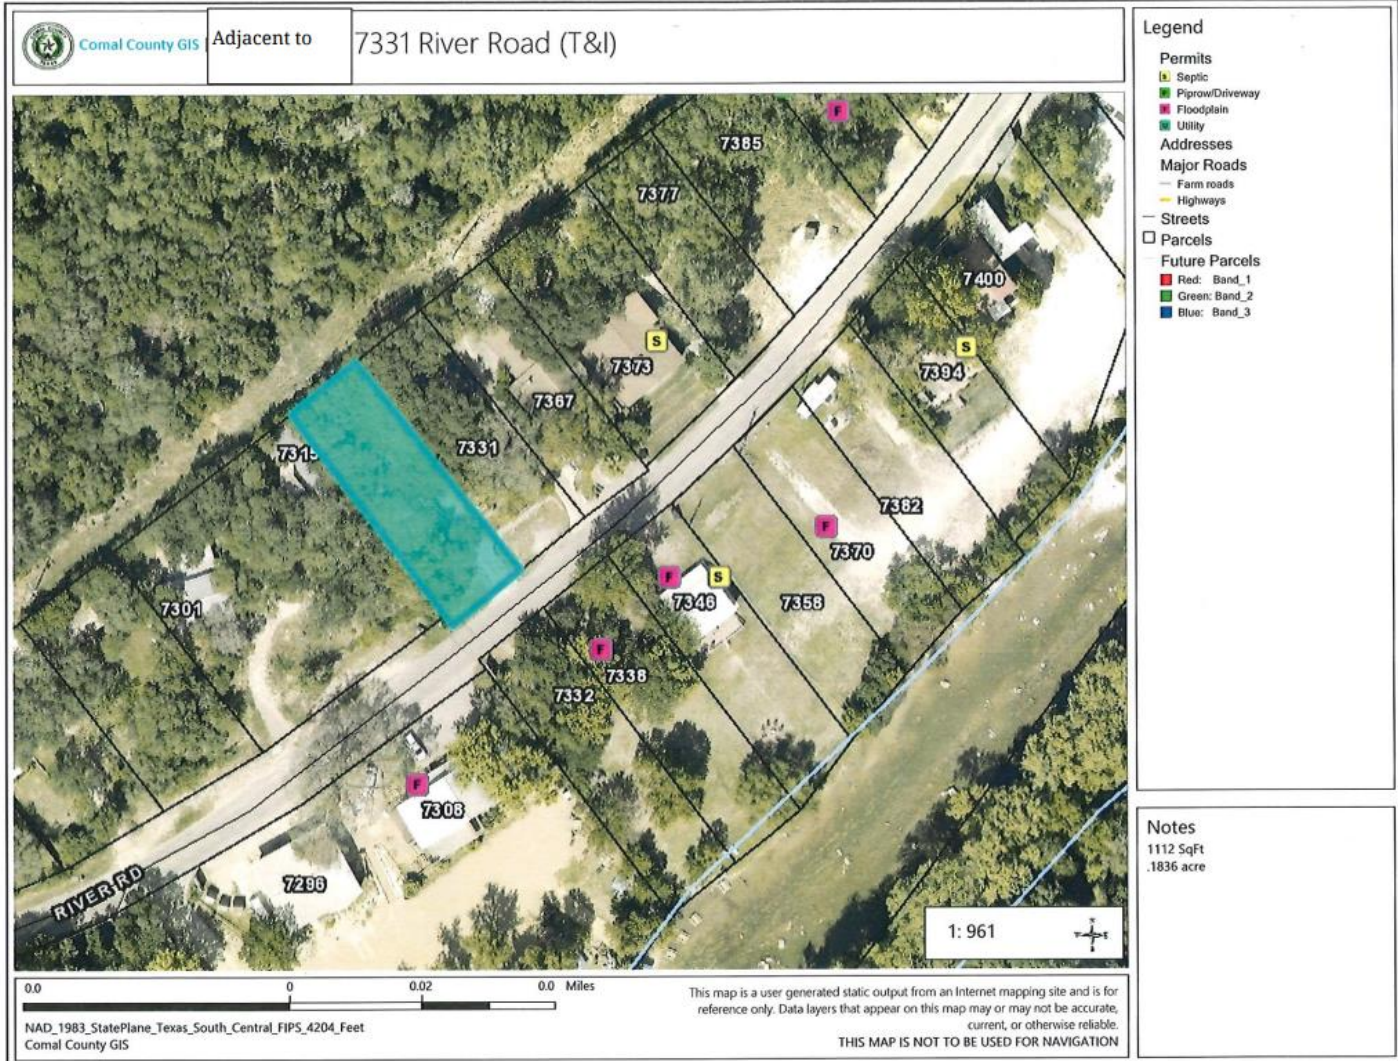 Comal County GIS
Adjacent to
7331 River Road (T&I)
Legend
Permits
S Septic
Piprow/Driveway
F Floodplain
U Utility
Addresses
Major Roads
Farm roads
Highways
Streets
Parcels
Future Parcels
Red: Band_1
Green: Band_2
Blue: Band_3
F
7385
7377
7400
S
S
7373
7394
7367
7331
7315
7382
F
7370
F
S
7346
7358
7301
F
7338
7332
F
7308
7296
RIVER RD
1: 961
Notes
1112 SqFt
.1836 acre
0.0 0 0.02 0.0 Miles
NAD_1983_StatePlane_Texas_South_Central_FIPS_4204_Feet
Comal County GIS
This map is a user generated static output from an Internet mapping site and is for
reference only. Data layers that appear on this map may or may not be accurate,
current, or otherwise reliable.
THIS MAP IS NOT TO BE USED FOR NAVIGATION